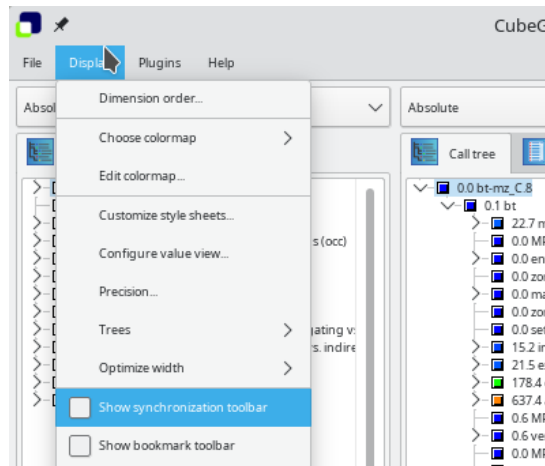 CubeG
File Displa Plugins Help
Absol
Absolute
Dimension order...
Choose colormap
Edit colormap...
Customize style sheets...
Configure value view...
Precision...
Trees
Optimize width
Show synchronization toolbar
Show bookmark toolbar
s (occ)
gating v
s. indire
Call tree
0.0 bt-mz_C.8
0.1 bt
22.7 m
0.0 MP
0.0 en
0.0 zo
0.0 ma
0.0 zo
0.0 set
15.2 in
21.5 e
178.4
637.4
0.6 MP
0.6 ve
0.0 MP